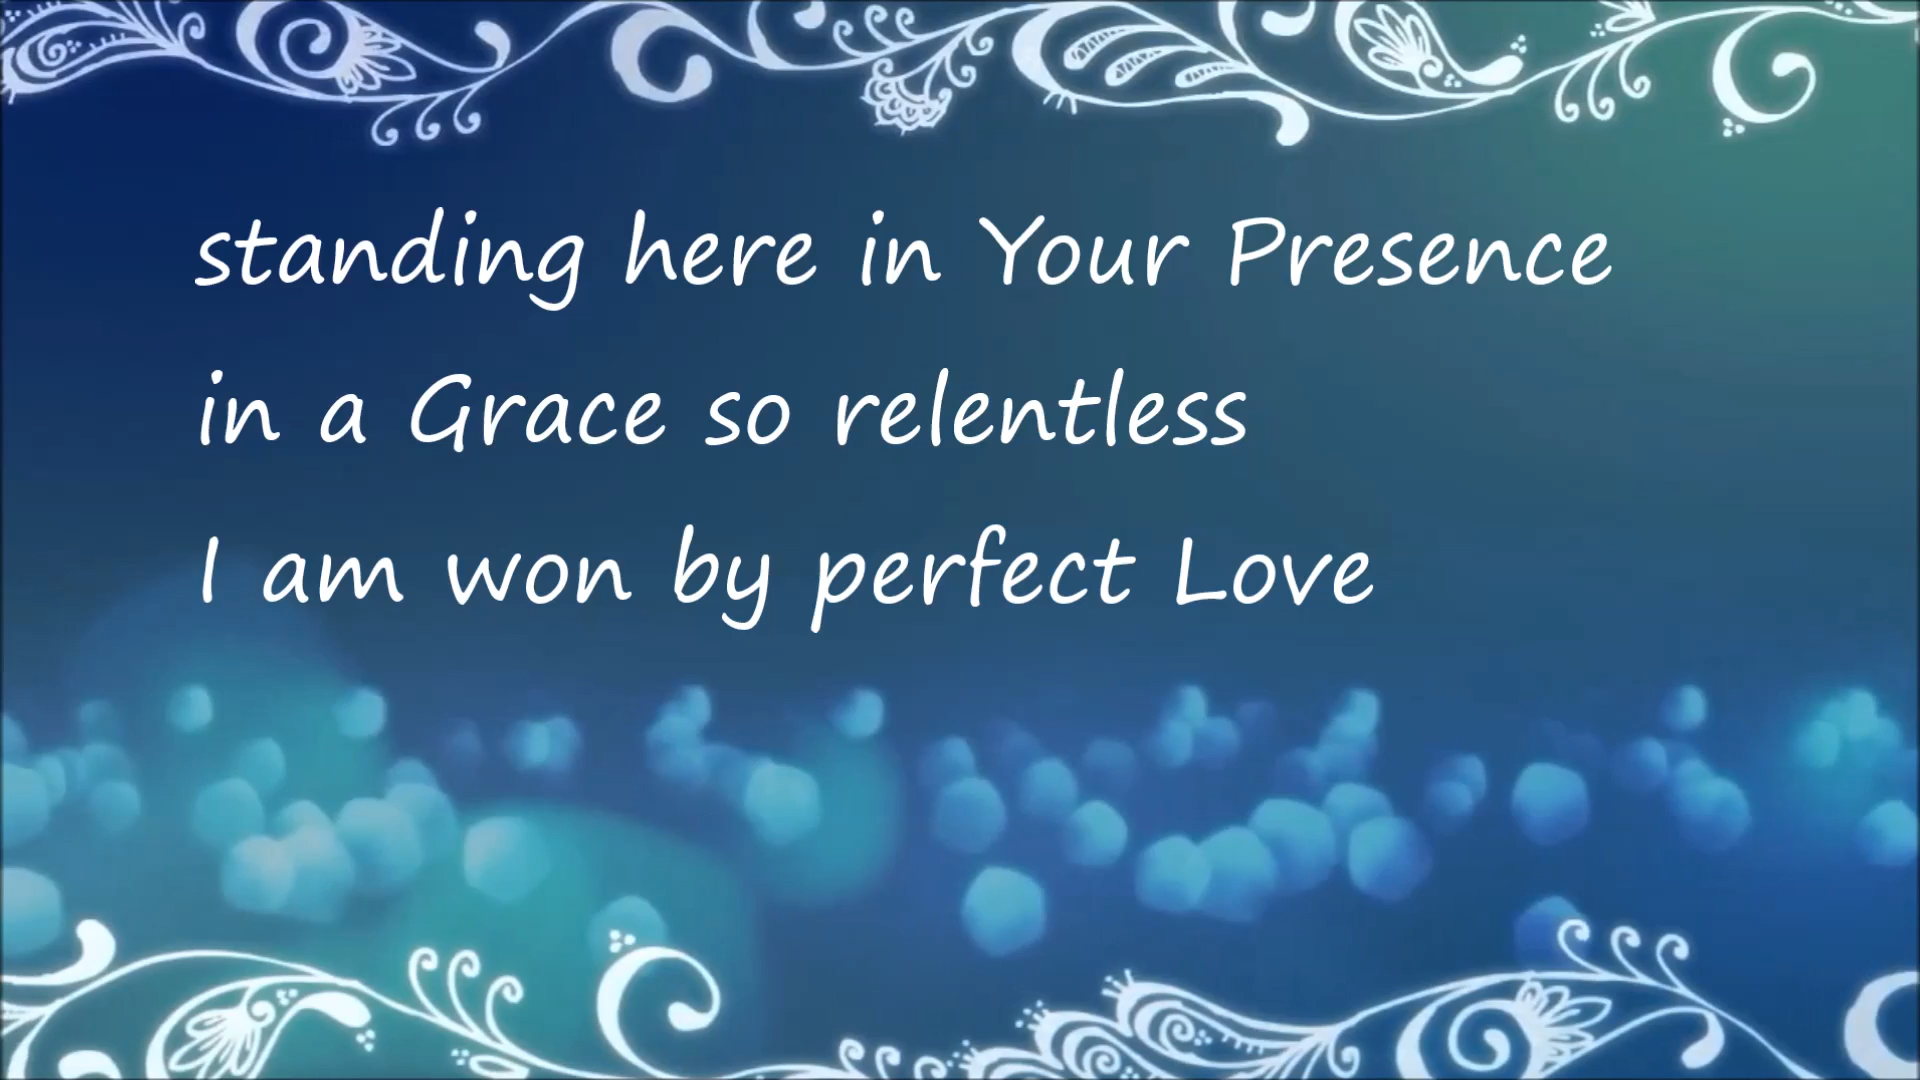 standing here in Your Presence
in a Grace so relentless
I am won by perfect Love